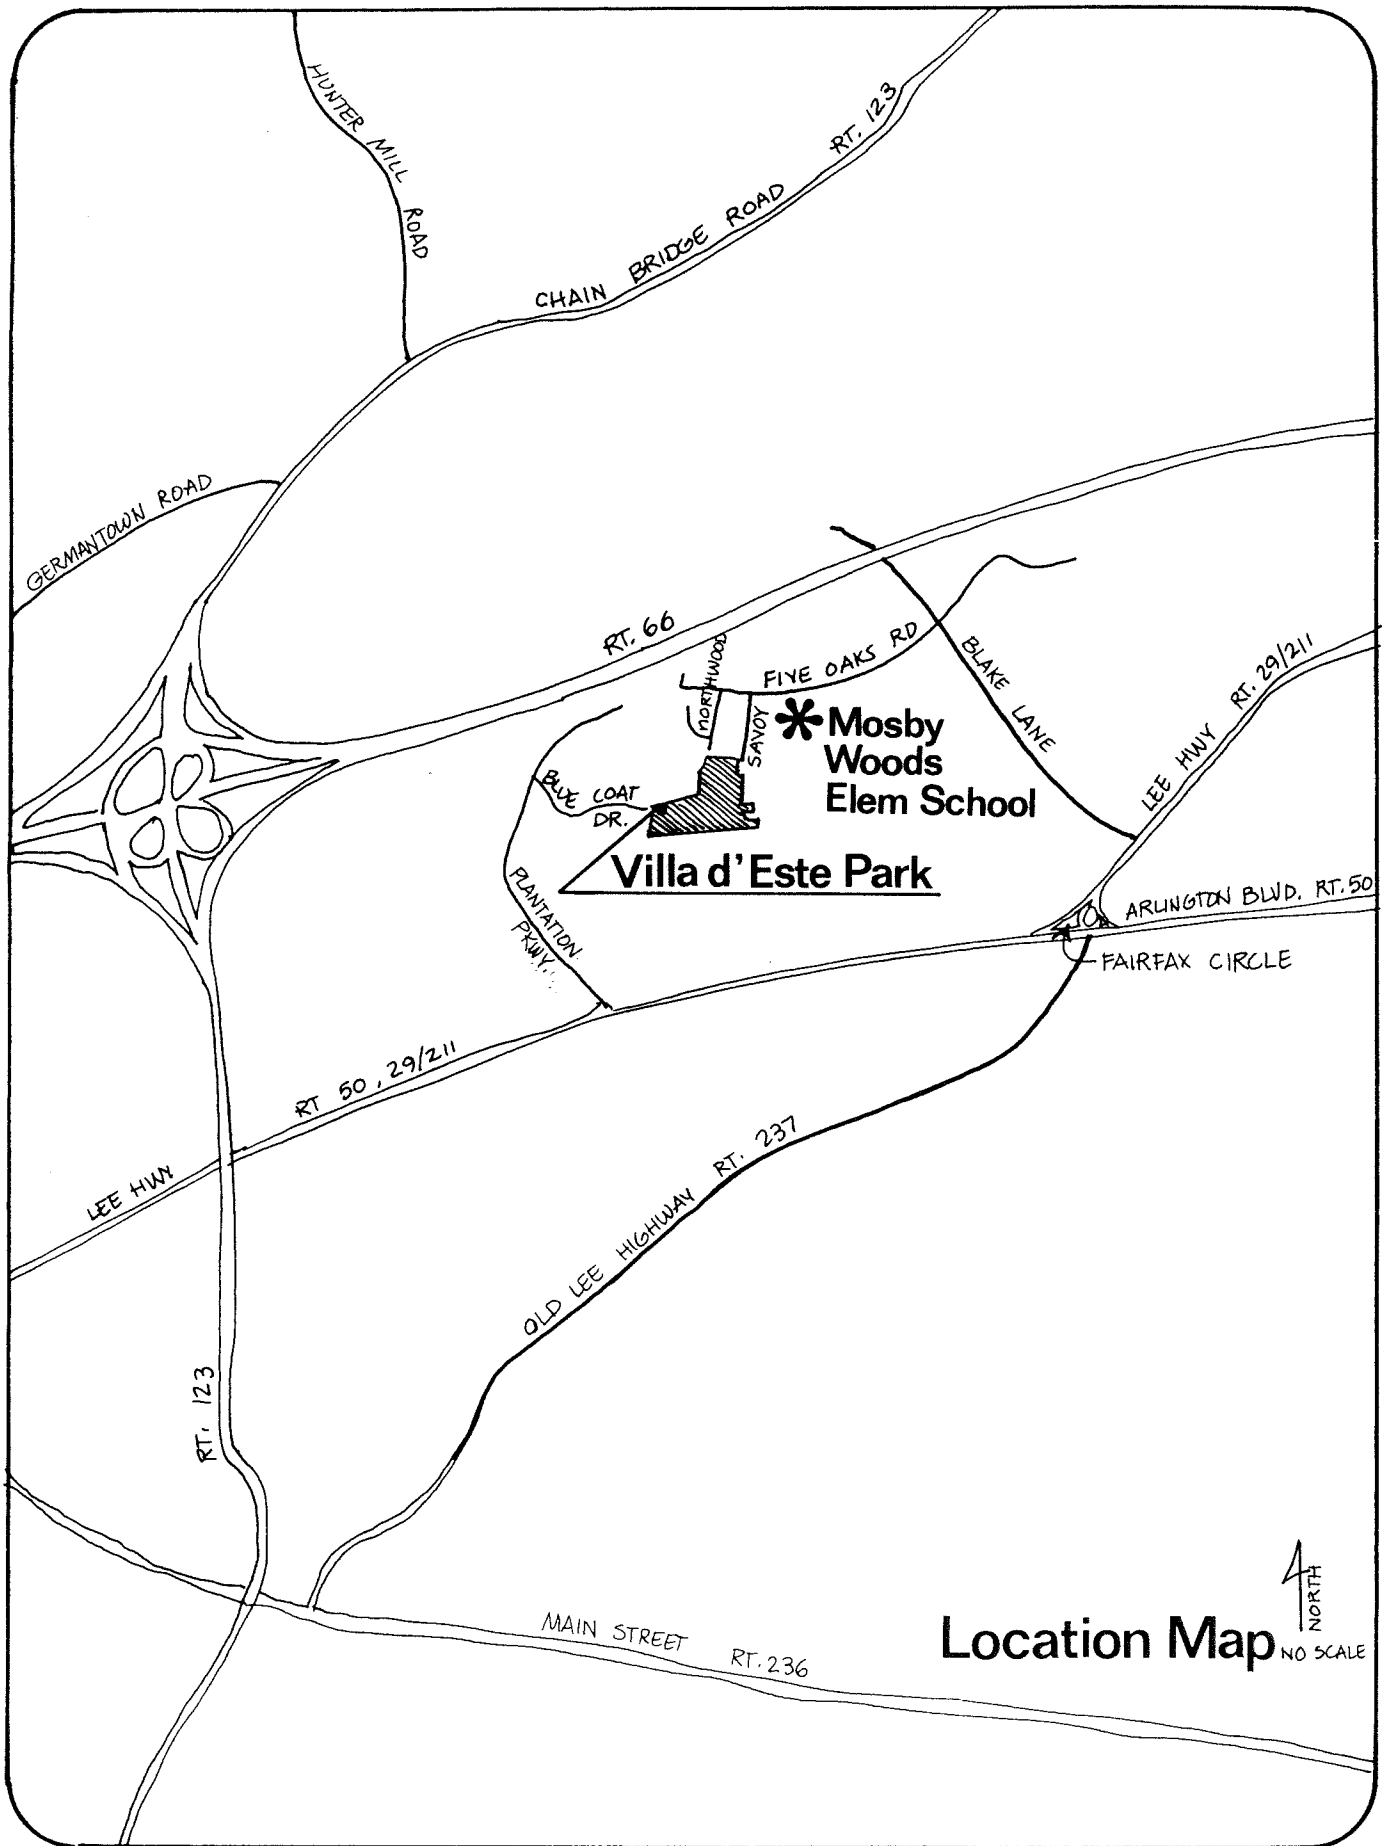 HUNTER MILL ROAD
CHAIN BRIDGE ROAD RT. 123
GERMANTOWN ROAD
RT. 66
NORTHWOOD
FIVE OAKS RD
SAVOY
BLAKE LANE
LEE HWY RT. 29/211
Mosby
Woods
Elem School
BLUE COAT
DR.
Villa d'Este Park
PLANTATION
PKWY.
ARLINGTON BLVD. RT. 50
FAIRFAX CIRCLE
RT 50, 29/211
LEE HWY
OLD LEE HIGHWAY RT. 237
RT. 123
MAIN STREET RT. 236
Location Map
NORTH
NO SCALE